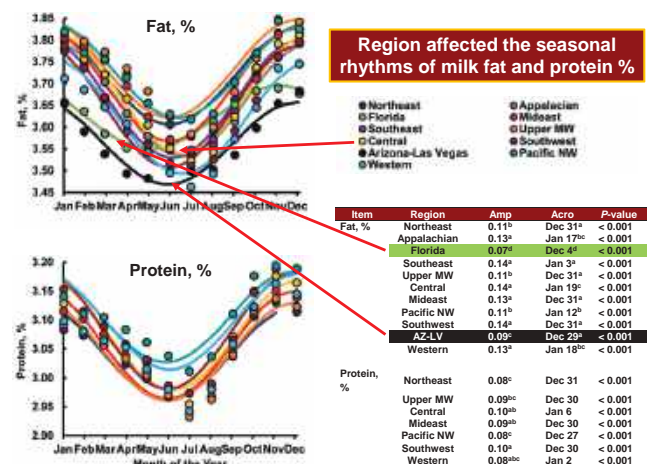 Fat, %
3.85
3.80
3.75
3.70
3.65
3.60
3.55
3.50
3.45
Fat, %
Jan Feb Mar Apr May Jun Jul Aug Sep Oct Nov Dec
Region affected the seasonal
rhythms of milk fat and protein %
Northeast
Florida
Southeast
Central
Arizona-Las Vegas
Western
Appalacian
Mideast
Upper MW
Southwest
Pacific NW
Protein, %
3.20
3.15
3.10
3.05
3.00
2.95
2.90
Protein, %
Jan Feb Mar Apr May Jun Jul Aug Sep Oct Nov Dec
Month of the Year
Item Region Amp Acro P-value
Fat, % Northeast 0.11b Dec 31a < 0.001
Appalachian 0.13a Jan 17bc < 0.001
Florida 0.07d Dec 4d < 0.001
Southeast 0.14a Jan 3a < 0.001
Upper MW 0.11b Dec 31a < 0.001
Central 0.14a Jan 19c < 0.001
Mideast 0.13a Dec 31a < 0.001
Pacific NW 0.11b Jan 12b < 0.001
Southwest 0.14a Dec 31a < 0.001
AZ-LV 0.09c Dec 29a < 0.001
Western 0.13a Jan 18bc < 0.001
Protein,
% Northeast 0.08c Dec 31 < 0.001
Upper MW 0.09bc Dec 30 < 0.001
Central 0.10ab Jan 6 < 0.001
Mideast 0.09ab Dec 30 < 0.001
Pacific NW 0.08c Dec 27 < 0.001
Southwest 0.10a Dec 30 < 0.001
Western 0.08abc Jan 2 < 0.001